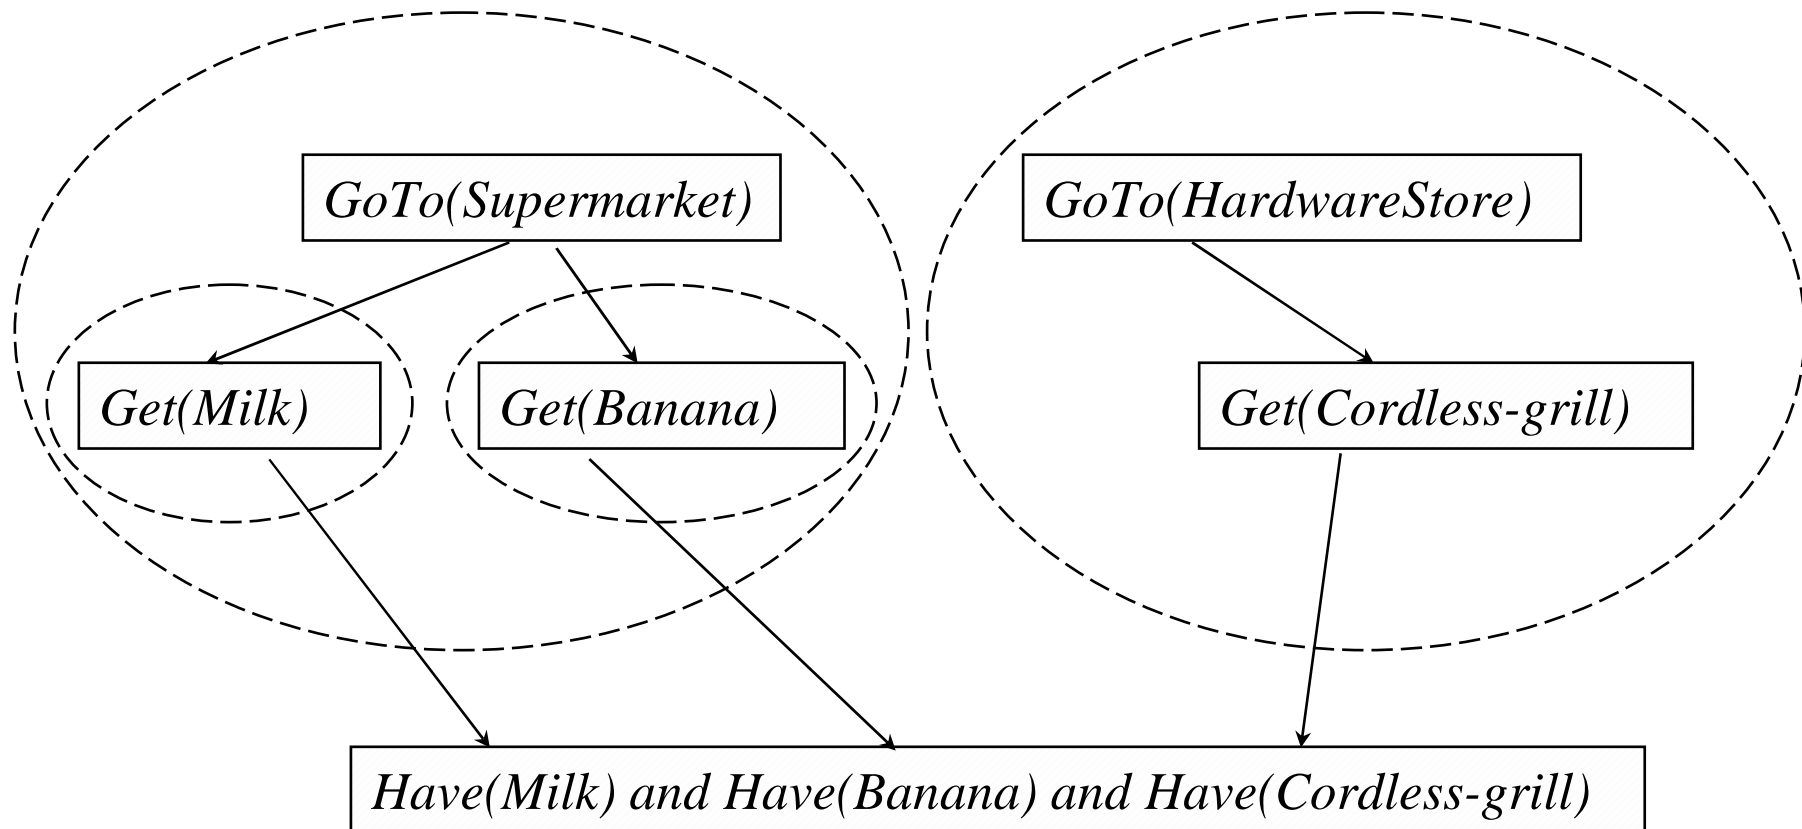 GoTo(Supermarket)
GoTo(HardwareStore)
Get(Milk)
Get(Banana)
Get(Cordless-grill)
Have(Milk) and Have(Banana) and Have(Cordless-grill)